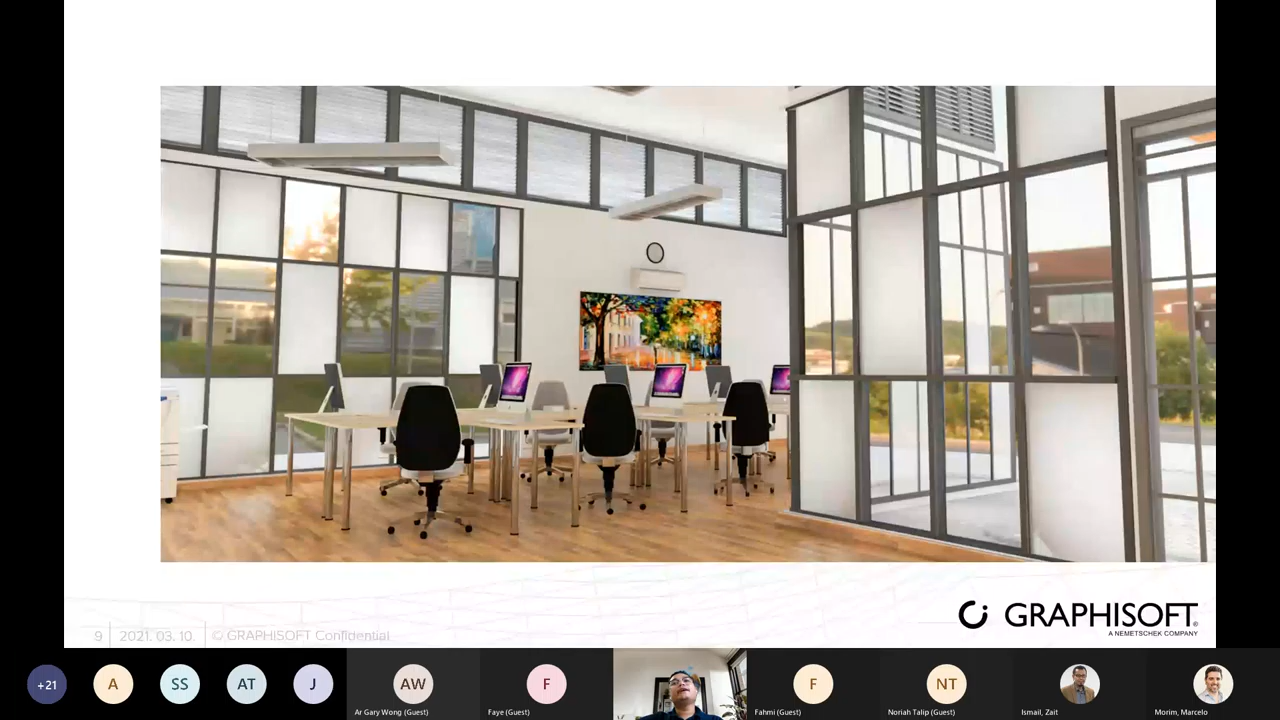 GRAPHISOFT®
A NEMETSCHEK COMPANY
9 2021. 03. 10. © GRAPHISOFT Confidential
+21 A SS AT J AW F F NT
Ar Gary Wong (Guest) Faye (Guest) Fahmi (Guest) Noriah Talip (Guest) Ismail, Zait Morim, Marcelo